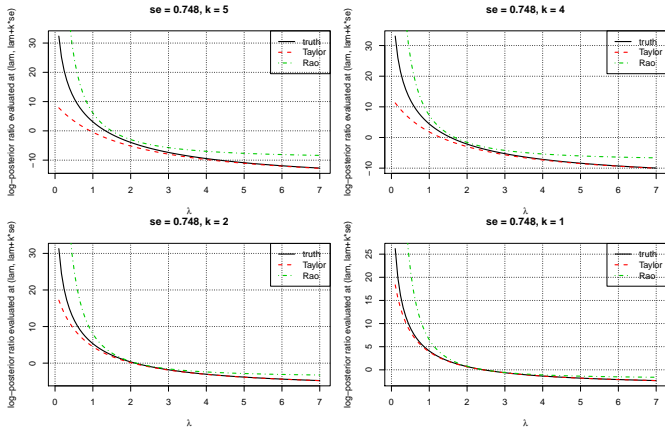 se = 0.748, k = 5
log-posterior ratio evaluated at (lam, lam+k*se)
30
20
10
0
−10
truth
Taylor
Rao
0 1 2 3 4 5 6 7
λ
se = 0.748, k = 4
log-posterior ratio evaluated at (lam, lam+k*se)
30
20
10
0
−10
truth
Taylor
Rao
0 1 2 3 4 5 6 7
λ
se = 0.748, k = 2
log-posterior ratio evaluated at (lam, lam+k*se)
30
20
10
0
truth
Taylor
Rao
0 1 2 3 4 5 6 7
λ
se = 0.748, k = 1
log-posterior ratio evaluated at (lam, lam+k*se)
25
20
15
10
5
0
truth
Taylor
Rao
0 1 2 3 4 5 6 7
λ